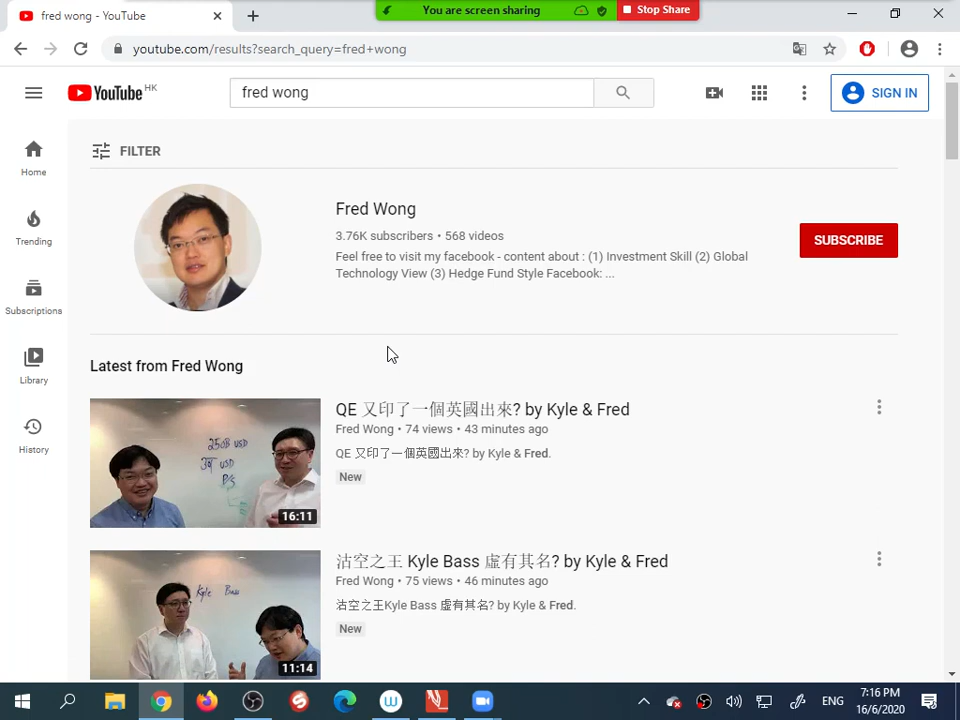 fred wong - YouTube
You are screen sharing
Stop Share
youtube.com/results?search_query=fred+wong
YouTube HK
fred wong
SIGN IN
Home
Trending
Subscriptions
Library
History
FILTER
Fred Wong
3.76K subscribers • 568 videos
Feel free to visit my facebook - content about : (1) Investment Skill (2) Global
Technology View (3) Hedge Fund Style Facebook: ...
SUBSCRIBE
Latest from Fred Wong
QE 又印了一個英國出來? by Kyle & Fred
Fred Wong • 74 views • 43 minutes ago
QE 又印了一個英國出來? by Kyle & Fred.
New
16:11
沽空之王 Kyle Bass 虛有其名? by Kyle & Fred
Fred Wong • 75 views • 46 minutes ago
沽空之王Kyle Bass 虛有其名? by Kyle & Fred.
New
Kyle Bass
11:14
ENG
7:16 PM
16/6/2020